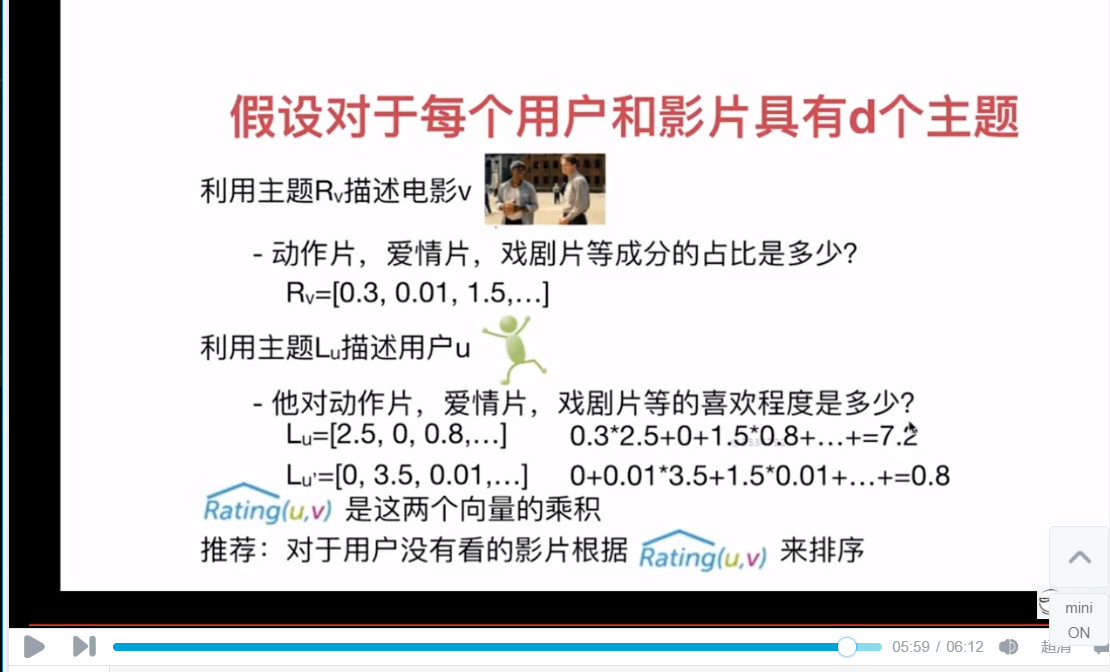 假设对于每个用户和影片具有d个主题
利用主题Rv描述电影v
- 动作片，爱情片，戏剧片等成分的占比是多少?
Rv=[0.3, 0.01, 1.5,…]
利用主题Lu描述用户u
- 他对动作片，爱情片，戏剧片等的喜欢程度是多少?
Lu=[2.5, 0, 0.8,…] 0.3*2.5+0+1.5*0.8+…+=7.2
Lu'=[0, 3.5, 0.01,…] 0+0.01*3.5+1.5*0.01+…+=0.8
Rating(u,v) 是这两个向量的乘积
推荐：对于用户没有看的影片根据 Rating(u,v) 来排序
mini
ON
05:59 / 06:12 超清